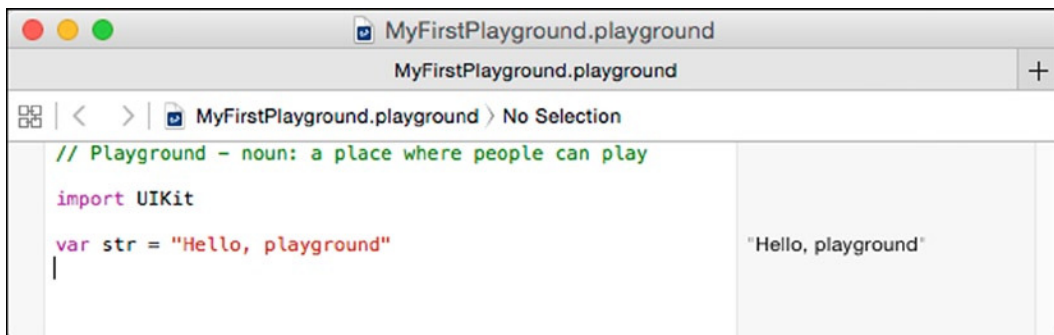 MyFirstPlayground.playground
MyFirstPlayground.playground
MyFirstPlayground.playground 〉 No Selection
// Playground – noun: a place where people can play
import UIKit
var str = "Hello, playground"
"Hello, playground"